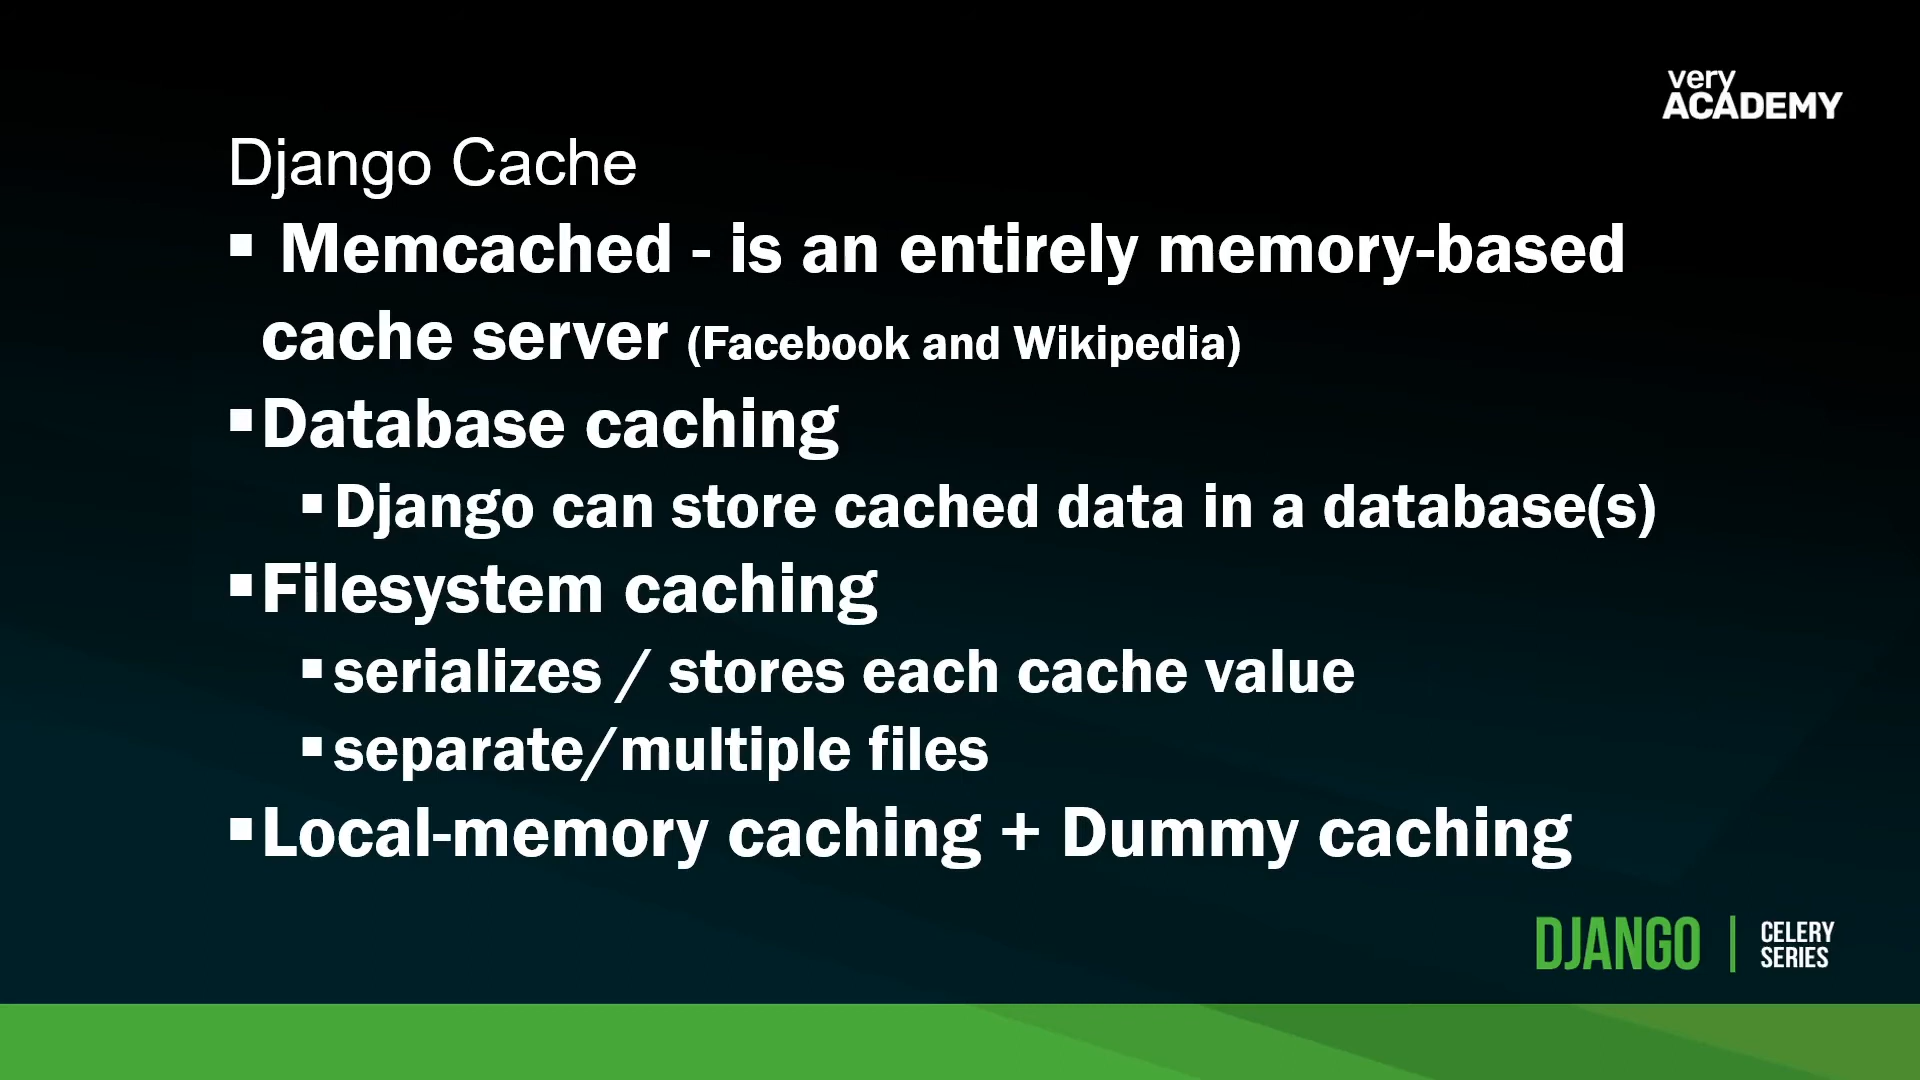 very
ACADEMY
Django Cache
▪ Memcached - is an entirely memory-based
cache server (Facebook and Wikipedia)
▪Database caching
▪Django can store cached data in a database(s)
▪Filesystem caching
▪serializes / stores each cache value
▪separate/multiple files
▪Local-memory caching + Dummy caching
DJANGO | CELERY
SERIES